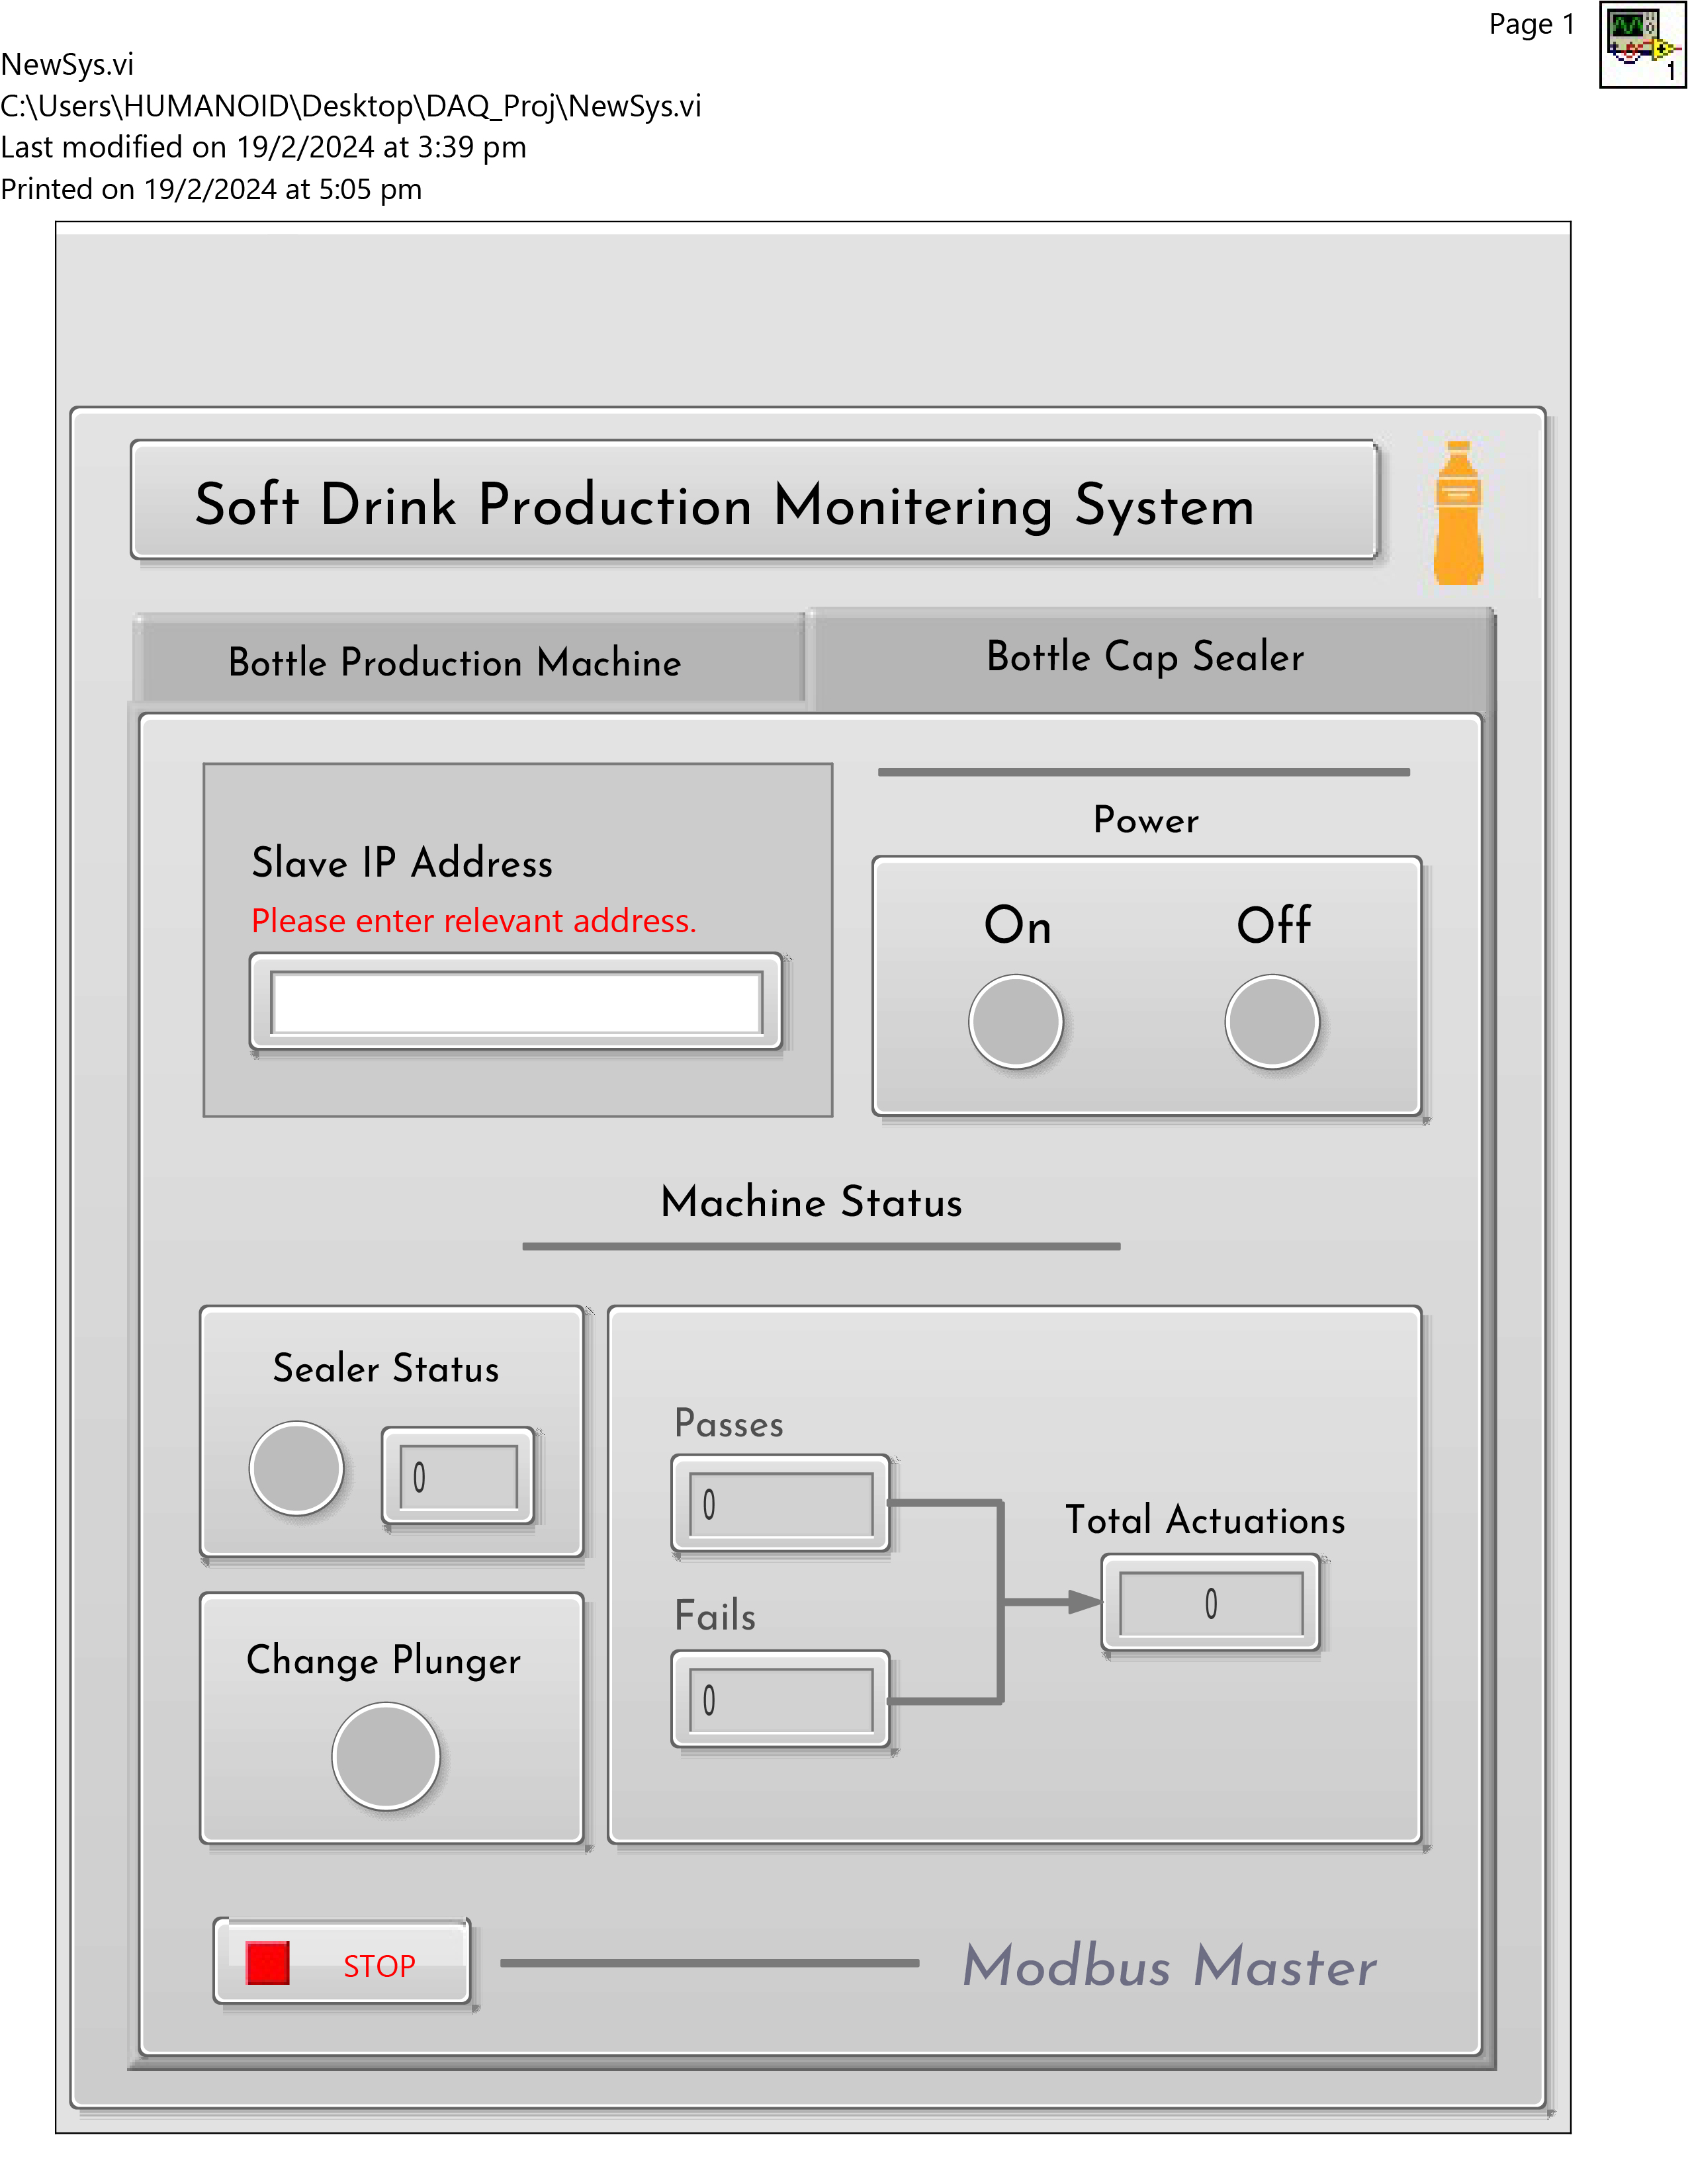 Page 1
1
NewSys.vi
C:\Users\HUMANOID\Desktop\DAQ_Proj\NewSys.vi
Last modified on 19/2/2024 at 3:39 pm
Printed on 19/2/2024 at 5:05 pm
Soft Drink Production Monitering System
Bottle Production Machine
Bottle Cap Sealer
Slave IP Address
Please enter relevant address.
Power
On
Off
Machine Status
Sealer Status
0
Passes
0
Total Actuations
0
Fails
0
Change Plunger
STOP
Modbus Master